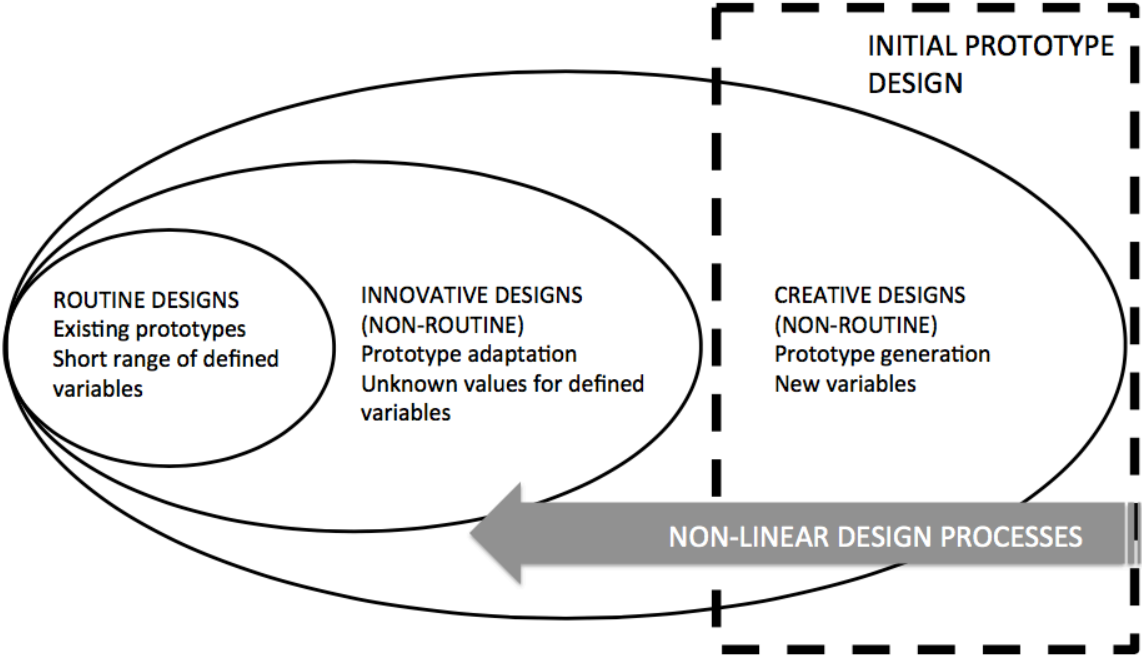 INITIAL PROTOTYPE
DESIGN
ROUTINE DESIGNS
Existing prototypes
Short range of defined
variables
INNOVATIVE DESIGNS
(NON-ROUTINE)
Prototype adaptation
Unknown values for defined
variables
CREATIVE DESIGNS
(NON-ROUTINE)
Prototype generation
New variables
NON-LINEAR DESIGN PROCESSES